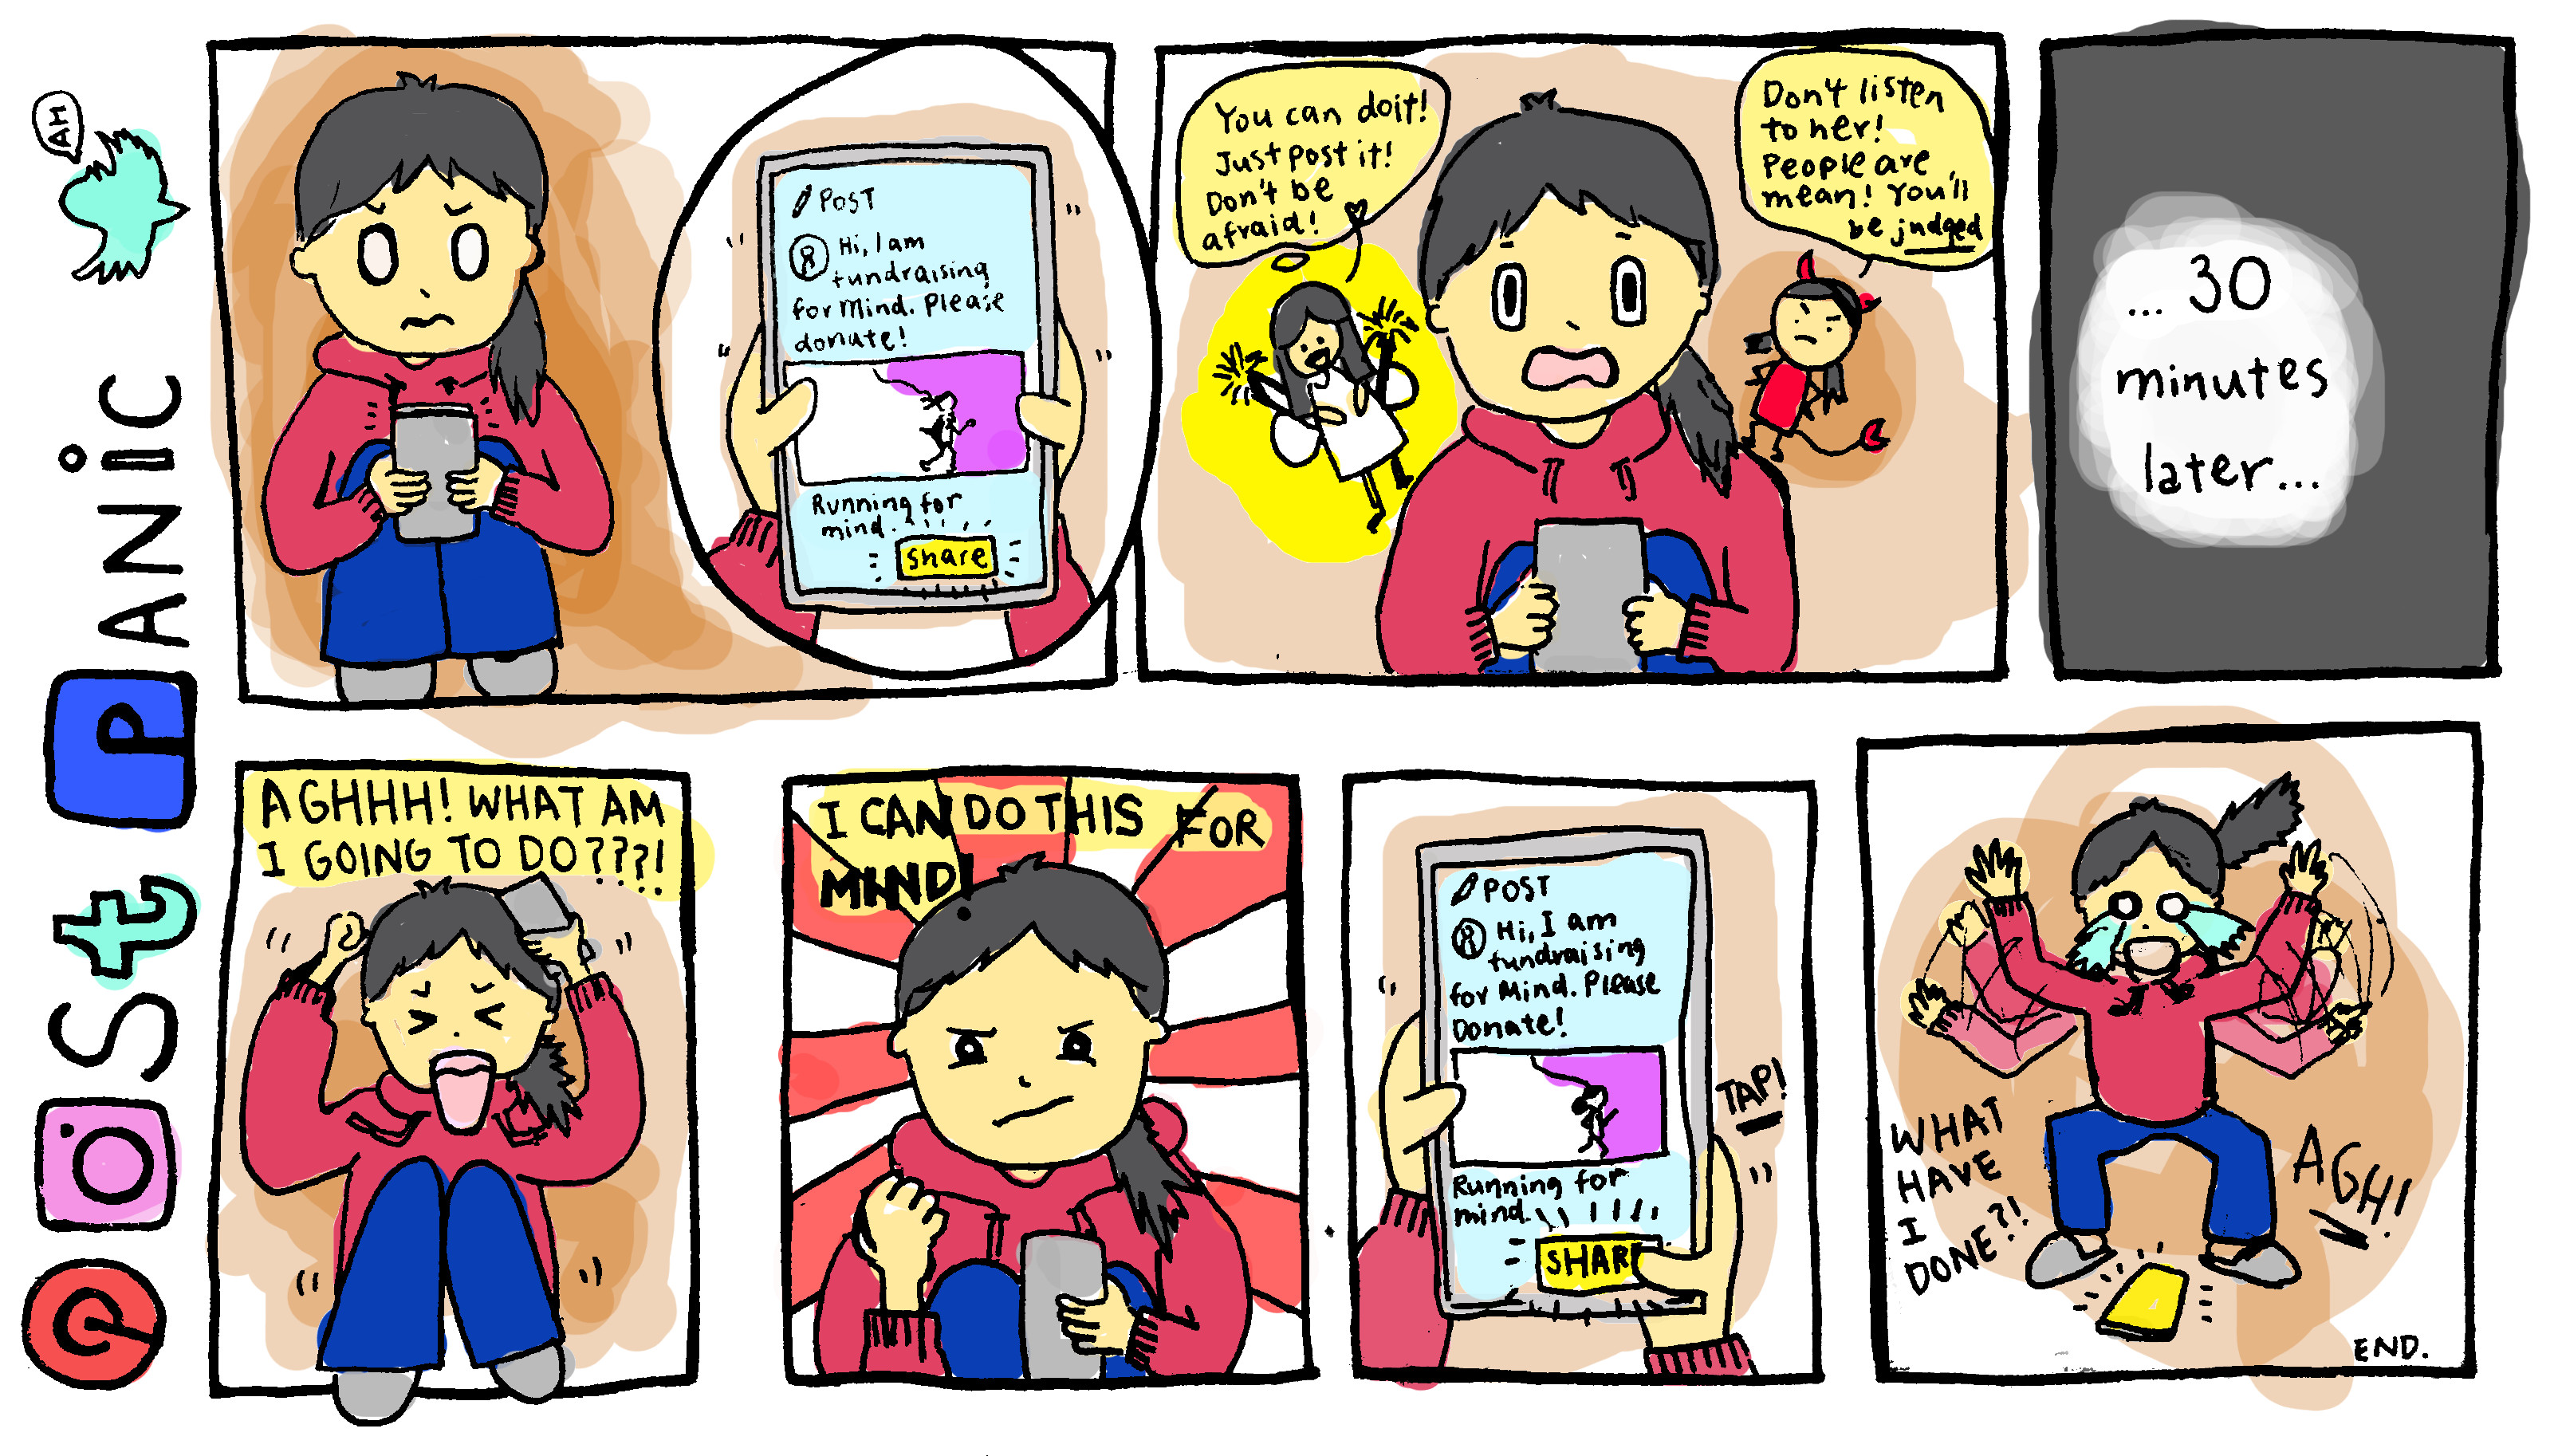 POSt PANiC
AH
POST
Hi, I am
fundraising
for Mind. Please
donate!
Running for
mind.
share
You can doit!
Just post it!
Don't be
afraid!
Don't listen
to her!
People are
mean! You'll
be judged
... 30
minutes
later...
AGHHH! WHAT AM
I GOING TO DO???!
I CAN DO THIS FOR
MIND!
POST
Hi, I am
fundraising
for Mind. Please
Donate!
Running for
mind.
SHAR
TAP!
WHAT
HAVE
I
DONE?!
AGH!
END.